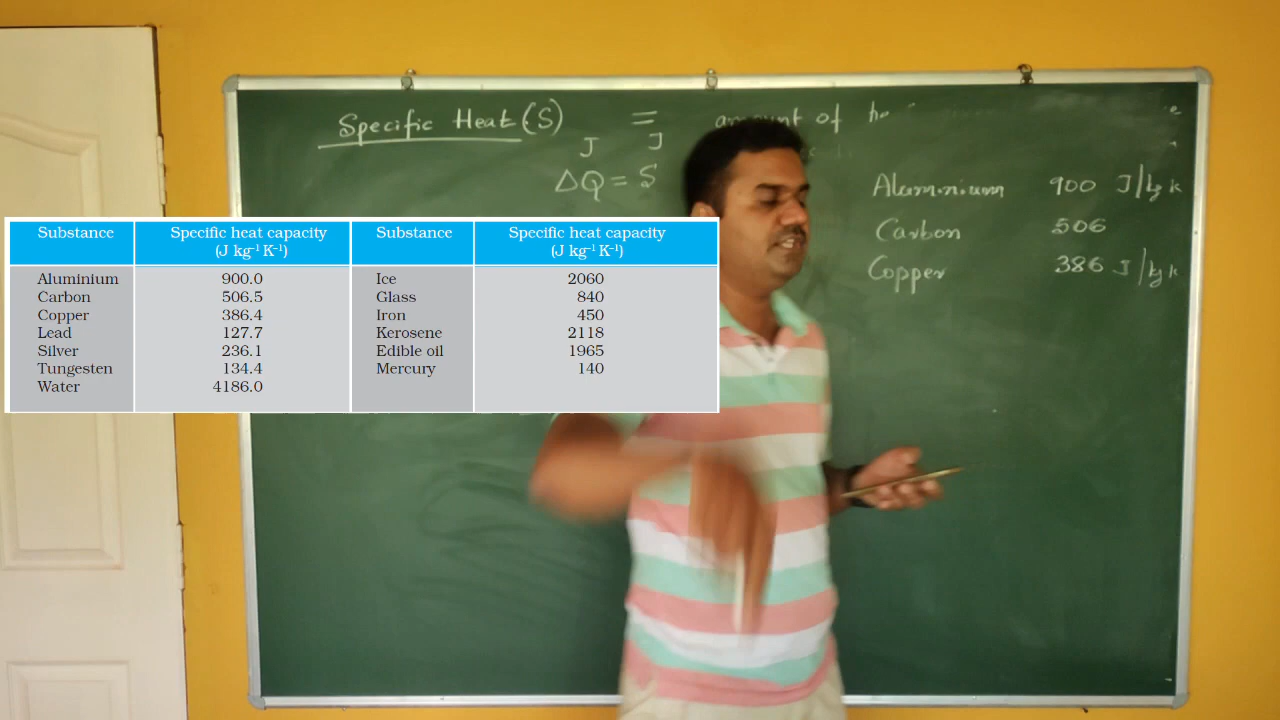 Specific Heat (S) = amount of
J J
ΔQ = S
Aluminium 900 J/kg k
Carbon 506
Copper 386 J/kg k
Substance Specific heat capacity (J kg⁻¹ K⁻¹) Substance Specific heat capacity (J kg⁻¹ K⁻¹)
Aluminium 900.0 Ice 2060
Carbon 506.5 Glass 840
Copper 386.4 Iron 450
Lead 127.7 Kerosene 2118
Silver 236.1 Edible oil 1965
Tungesten 134.4 Mercury 140
Water 4186.0